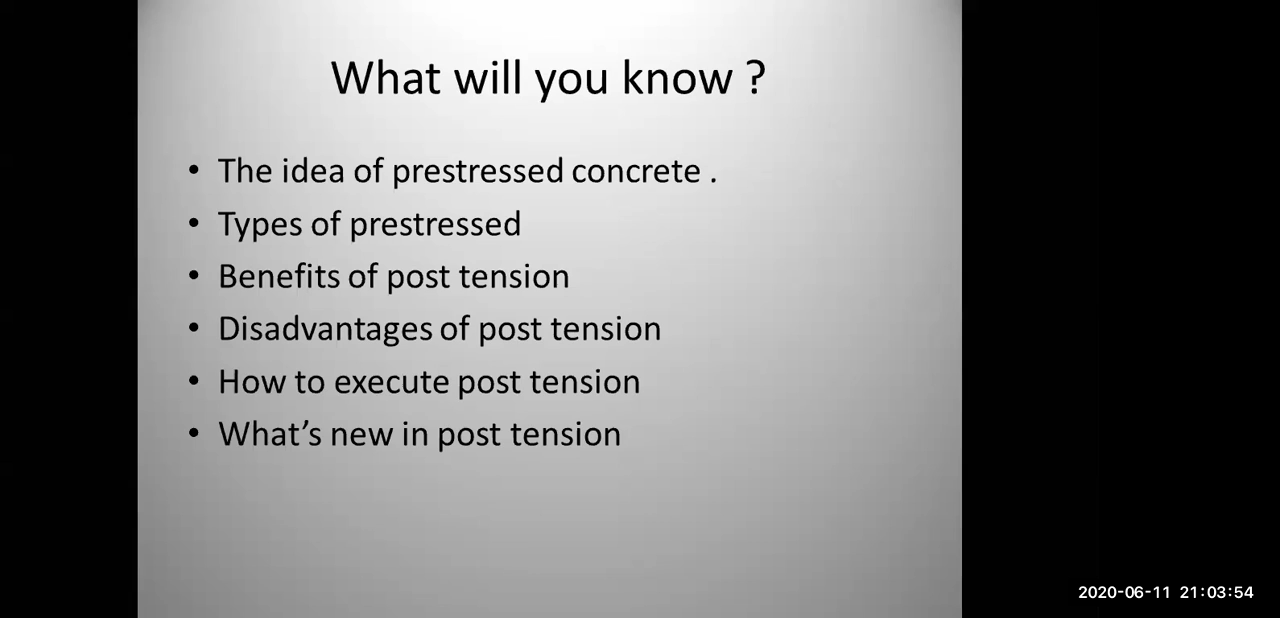 What will you know ?
• The idea of prestressed concrete .
• Types of prestressed
• Benefits of post tension
• Disadvantages of post tension
• How to execute post tension
• What’s new in post tension
2020-06-11 21:03:54